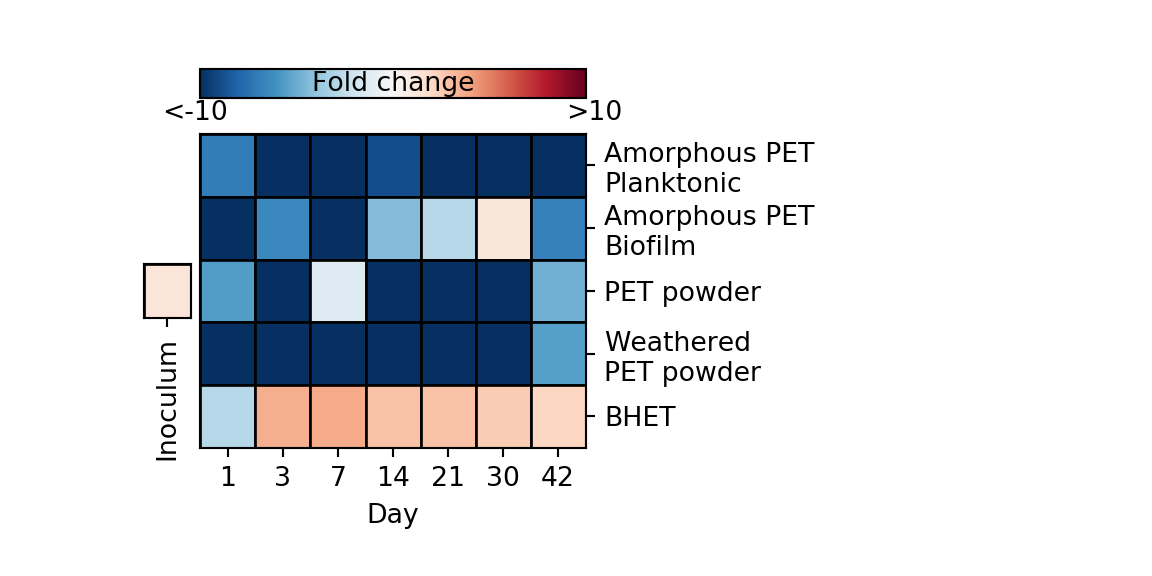 Fold change
<-10
>10
Amorphous PET
Planktonic
Amorphous PET
Biofilm
PET powder
Weathered
PET powder
BHET
Inoculum
1 3 7 14 21 30 42
Day